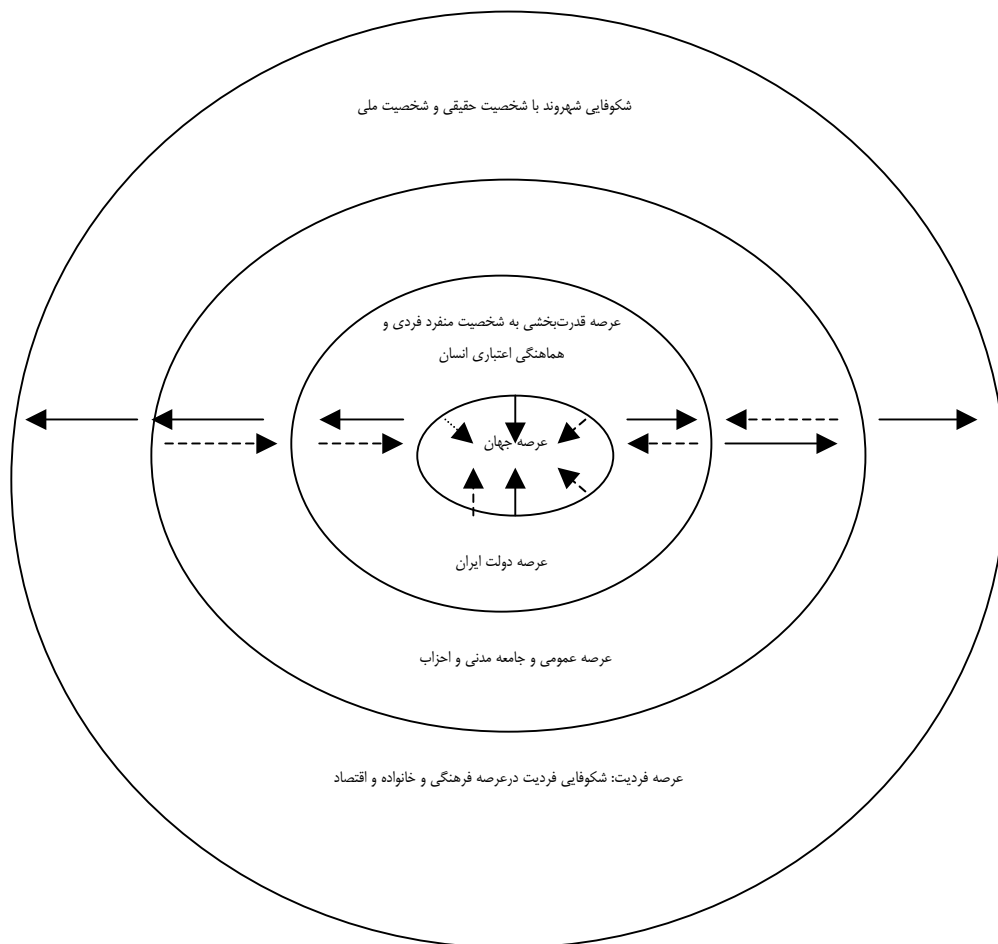 شکوفایی شهروند با شخصیت حقیقی و شخصیت ملی
عرصه قدرت‌بخشی به شخصیت منفرد فردی و
هماهنگی اعتباری انسان
عرصه جهان
عرصه دولت ایران
عرصه عمومی و جامعه مدنی و احزاب
عرصه فردیت: شکوفایی فردیت درعرصه فرهنگی و خانواده و اقتصاد